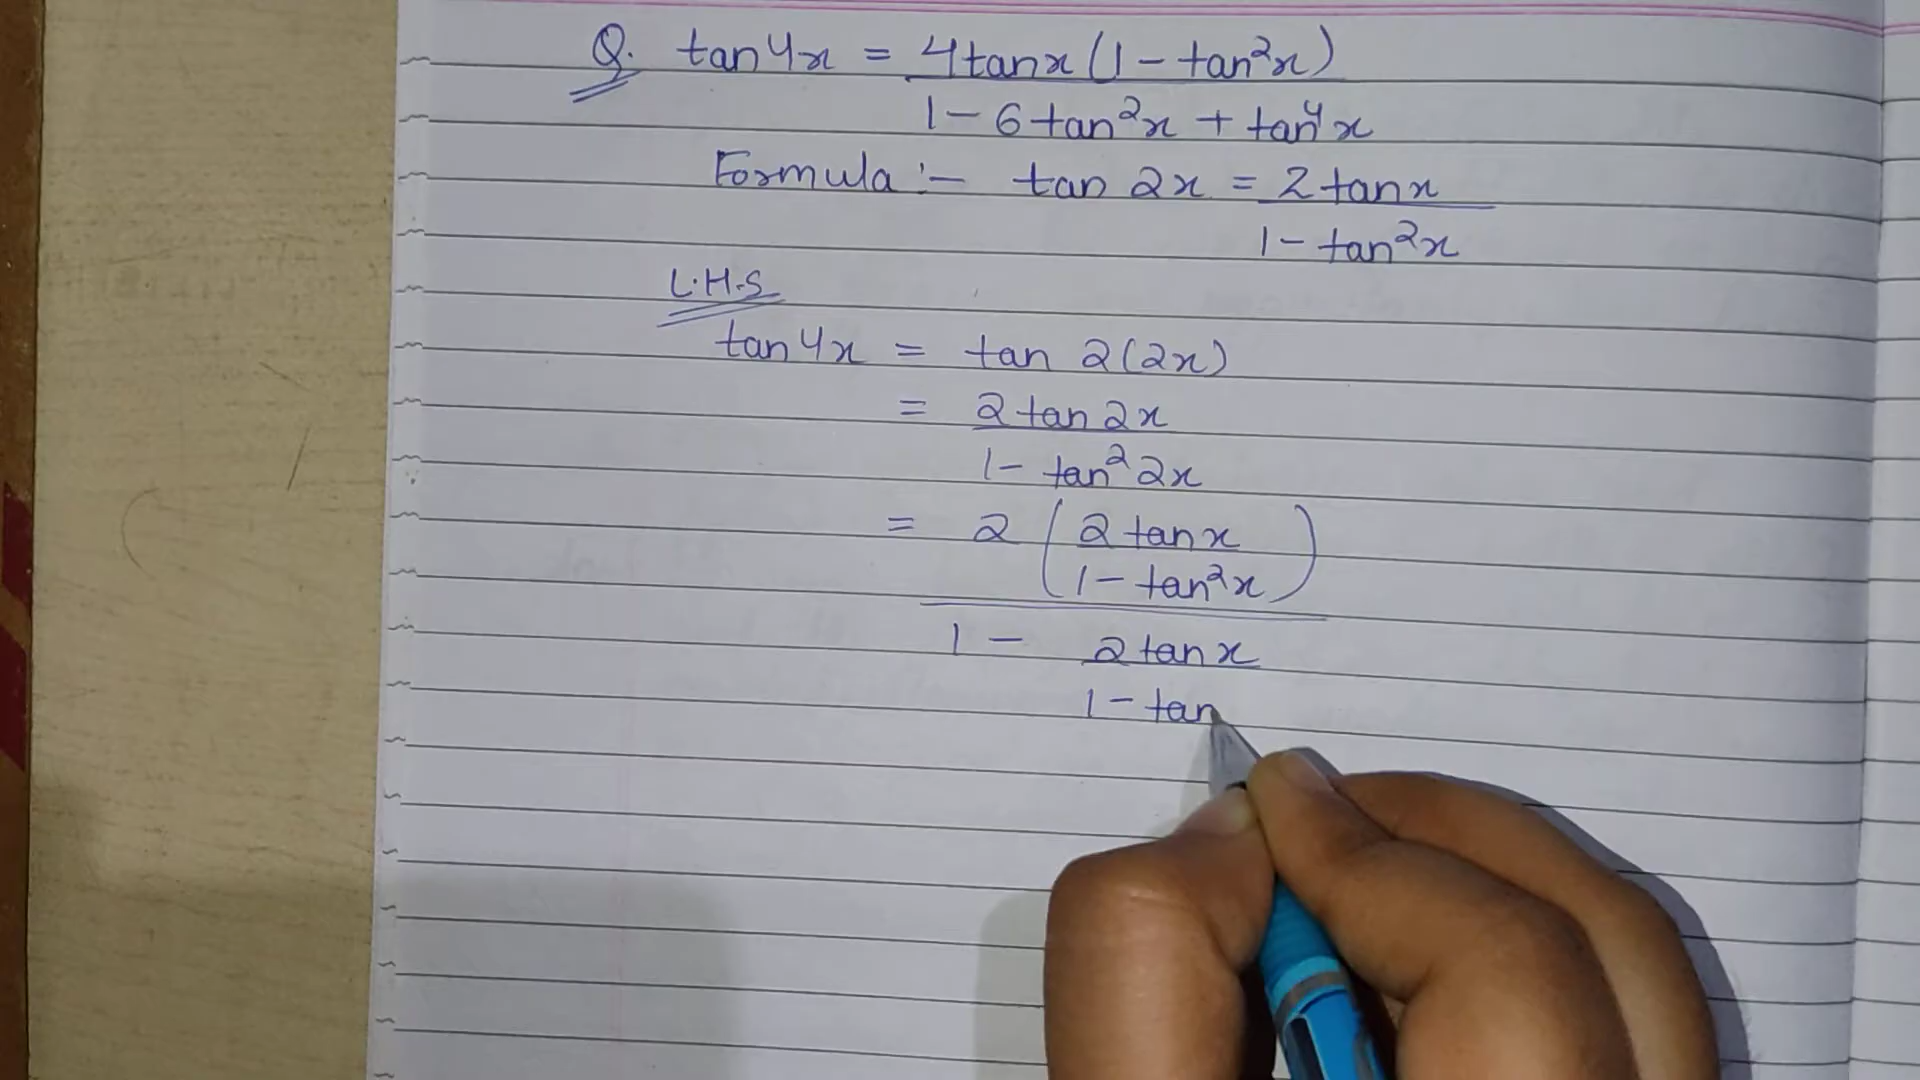 Q. tan4x = 4tanx(1 - tan²x)
1 - 6tan²x + tan⁴x
Formula :- tan 2x = 2tanx
1 - tan²x
L.H.S
tan4x = tan 2(2x)
= 2tan2x
1 - tan²2x
= 2 ( 2tanx
1 - tan²x )
1 - 2tanx
1 - tan